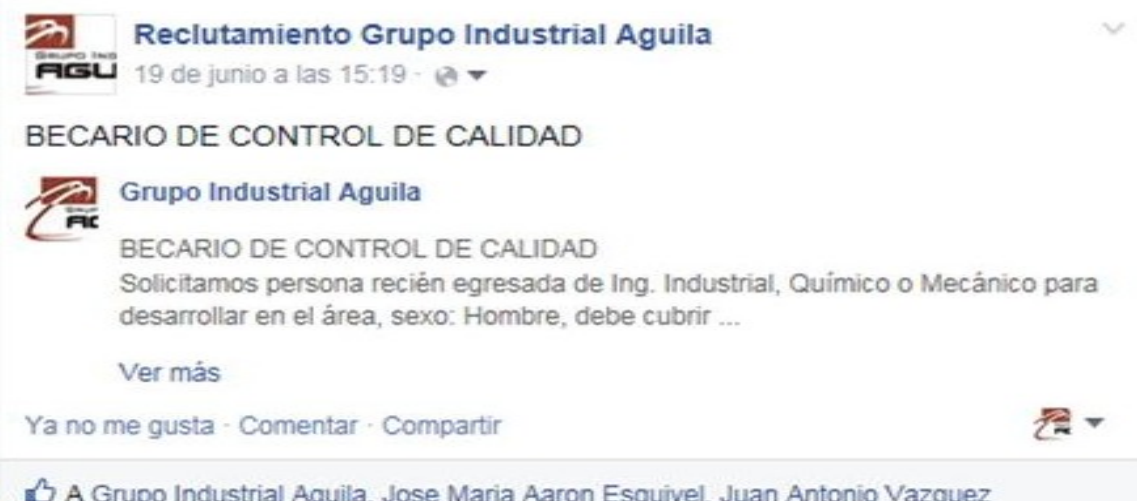 GRUPO IND
AGU
Reclutamiento Grupo Industrial Aguila
19 de junio a las 15:19 ·
BECARIO DE CONTROL DE CALIDAD
Grupo Industrial Aguila
BECARIO DE CONTROL DE CALIDAD
Solicitamos persona recién egresada de Ing. Industrial, Químico o Mecánico para
desarrollar en el área, sexo: Hombre, debe cubrir ...
Ver más
Ya no me gusta · Comentar · Compartir
A Grupo Industrial Aguila, Jose Maria Aaron Esquivel, Juan Antonio Vazquez